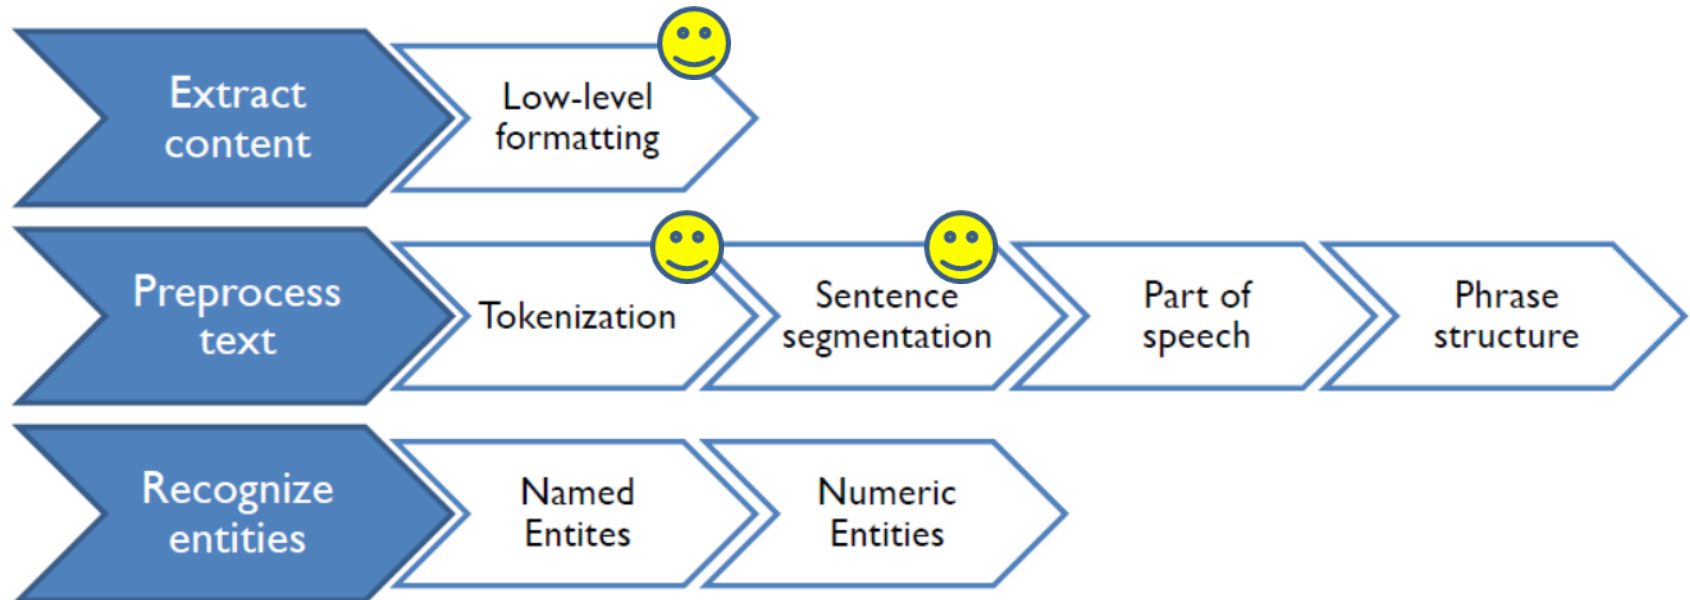 Extract
content
Low-level
formatting
Preprocess
text
Tokenization
Sentence
segmentation
Part of
speech
Phrase
structure
Recognize
entities
Named
Entites
Numeric
Entities